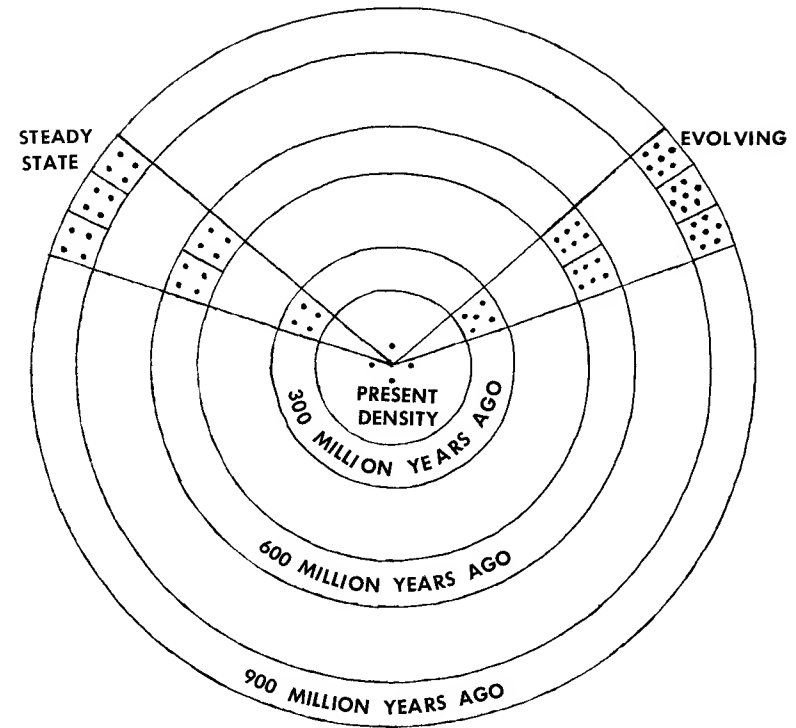 STEADY
STATE
EVOLVING
PRESENT
DENSITY
300 MILLION YEARS AGO
600 MILLION YEARS AGO
900 MILLION YEARS AGO